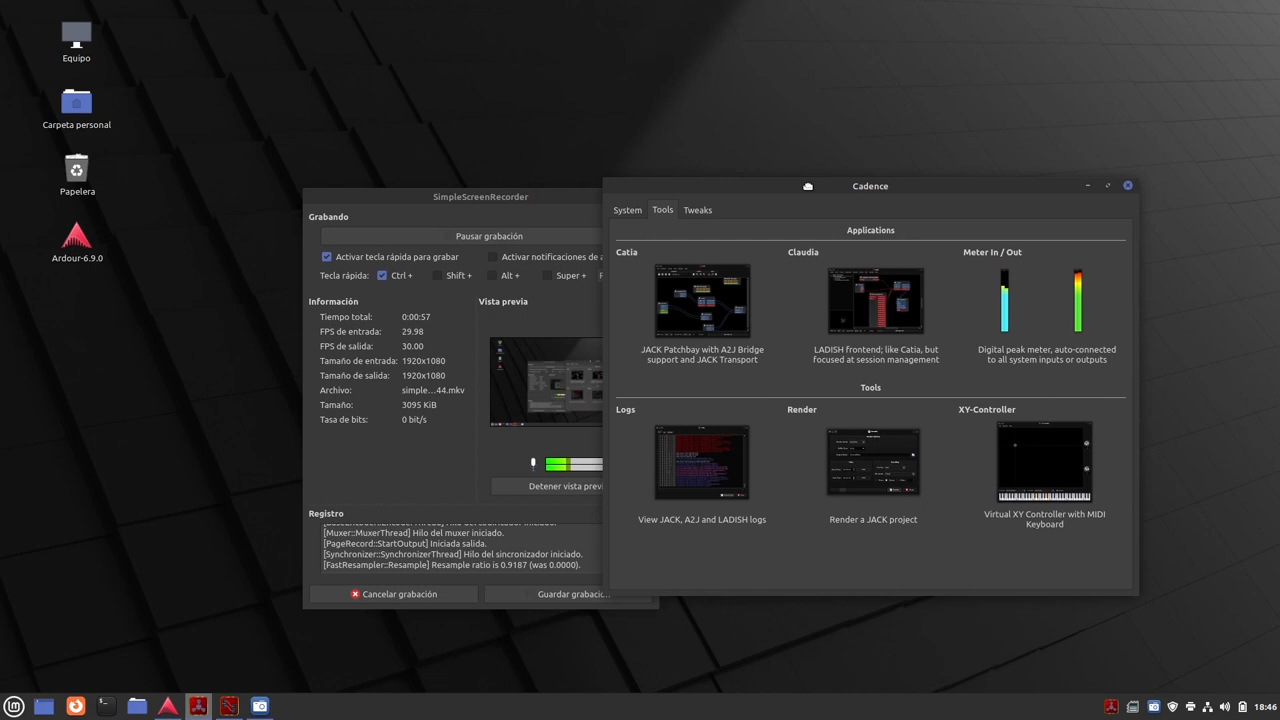 Equipo
Carpeta personal
Papelera
Ardour-6.9.0
SimpleScreenRecorder
Grabando
Pausar grabación
Activar tecla rápida para grabar
Activar notificaciones de a
Tecla rápida:
Ctrl +
Shift +
Alt +
Super +
Información
Tiempo total: 0:00:57
FPS de entrada: 29.98
FPS de salida: 30.00
Tamaño de entrada: 1920x1080
Tamaño de salida: 1920x1080
Archivo: simple...44.mkv
Tamaño: 3095 KiB
Tasa de bits: 0 bit/s
Vista previa
Detener vista previ
Registro
[Muxer::MuxerThread] Hilo del muxer iniciado.
[PageRecord::StartOutput] Iniciada salida.
[Synchronizer::SynchronizerThread] Hilo del sincronizador iniciado.
[FastResampler::Resample] Resample ratio is 0.9187 (was 0.0000).
Cancelar grabación
Guardar grabació
Cadence
System
Tools
Tweaks
Applications
Catia
JACK Patchbay with A2J Bridge
support and JACK Transport
Claudia
LADISH frontend; like Catia, but
focused at session management
Meter In / Out
Digital peak meter, auto-connected
to all system inputs or outputs
Tools
Logs
View JACK, A2J and LADISH logs
Render
Render a JACK project
XY-Controller
Virtual XY Controller with MIDI
Keyboard
18:46